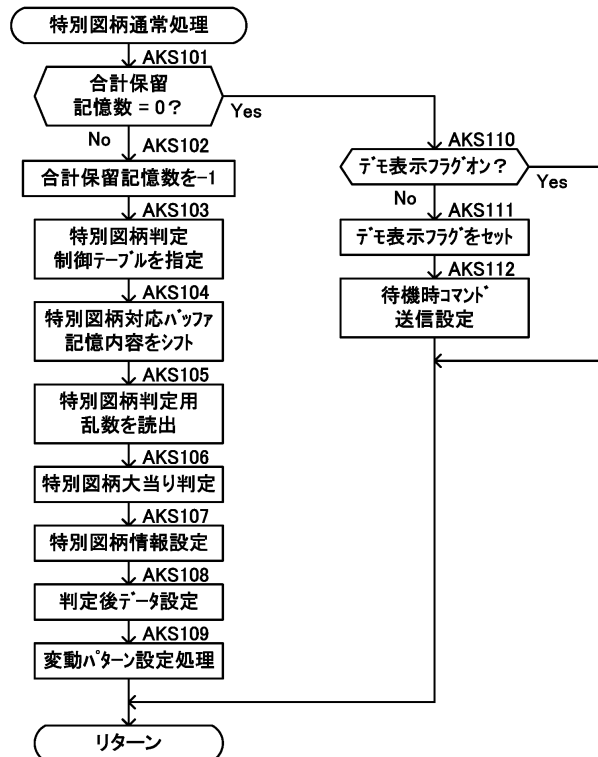 特別図柄通常処理
AKS101
合計保留
記憶数 = 0?
Yes
No
AKS102
合計保留記憶数を-1
AKS103
特別図柄判定
制御ﾃｰﾌﾞﾙを指定
AKS104
特別図柄対応ﾊﾞｯﾌｧ
記憶内容をｼﾌﾄ
AKS105
特別図柄判定用
乱数を読出
AKS106
特別図柄大当り判定
AKS107
特別図柄情報設定
AKS108
判定後ﾃﾞｰﾀ設定
AKS109
変動ﾊﾟﾀｰﾝ設定処理
リターン
AKS110
ﾃﾞﾓ表示ﾌﾗｸﾞｵﾝ?
Yes
No
AKS111
ﾃﾞﾓ表示ﾌﾗｸﾞをｾｯﾄ
AKS112
待機時ｺﾏﾝﾄﾞ
送信設定